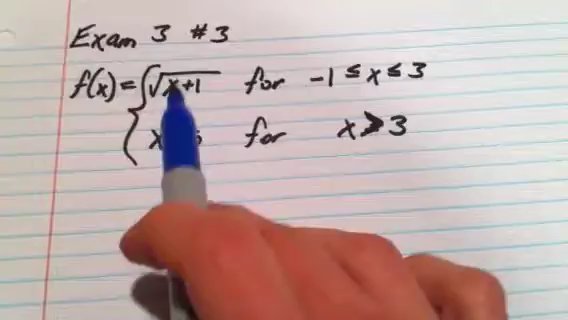 Exam 3 #3
f(x) = { √x+1 for -1 ≤ x ≤ 3
x for x > 3